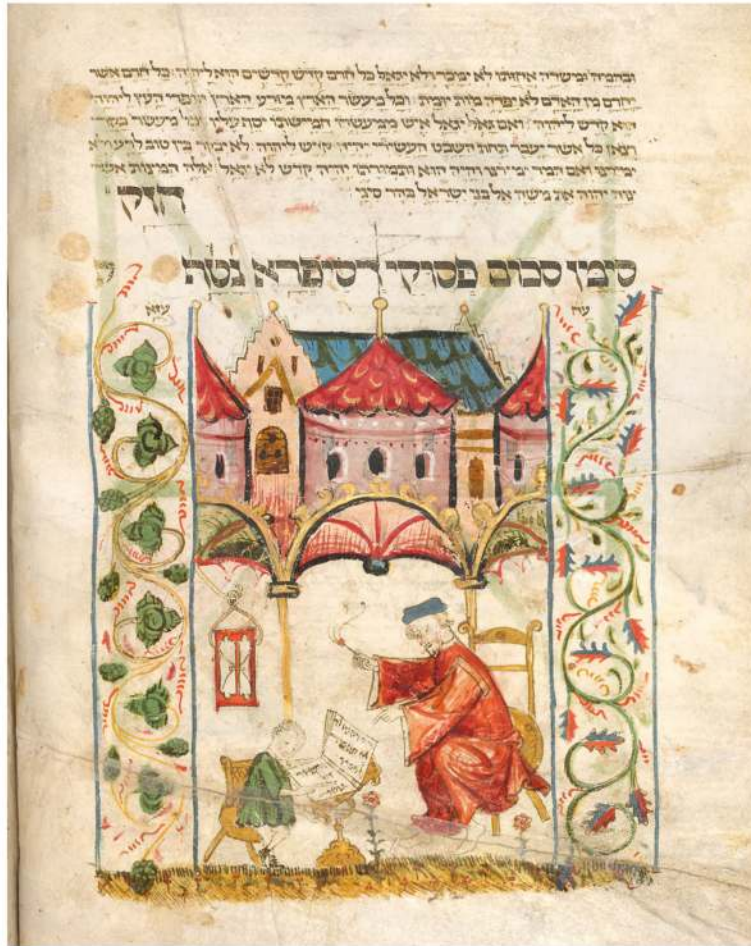 ובהמה ומשדה אחזתו לא ימכר ולא יגאל כל חרם קדש קדשים הוא ליהוה : כל חרם אשר
יחרם מן האדם לא יפדה מות יומת : וכל מעשר הארץ מזרע הארץ מפרי העץ ליהוה
הוא קדש ליהוה : ואם גאל יגאל איש ממעשרו חמישתו יסף עליו : וכל מעשר בקר
וצאן כל אשר יעבר תחת השבט העשירי יהיה קדש ליהוה : לא יבקר בין טוב לרע ולא
ימירנו ואם המר ימירנו והיה הוא ותמורתו יהיה קדש לא יגאל : אלה המצות אשר
צוה יהוה את משה אל בני ישראל בהר סיני
חזק
סימן סכום פסוקי דסיפרא